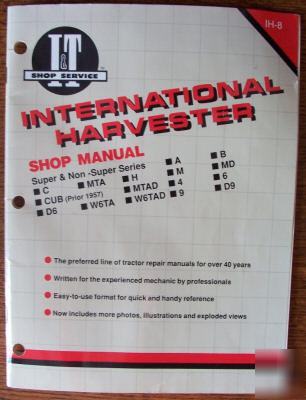 IH-8
I&T
SHOP SERVICE
INTERNATIONAL
HARVESTER
SHOP MANUAL
Super & Non-Super Series
■ A ■ B
■ C ■ MTA ■ H ■ M ■ MD
■ CUB (Prior 1957) ■ MTAD ■ 4 ■ 6
■ D6 ■ W6TA ■ W6TAD ■ 9 ■ D9
● The preferred line of tractor repair manuals for over 40 years
● Written for the experienced mechanic by professionals
● Easy-to-use format for quick and handy reference
● Now includes more photos, illustrations and exploded views